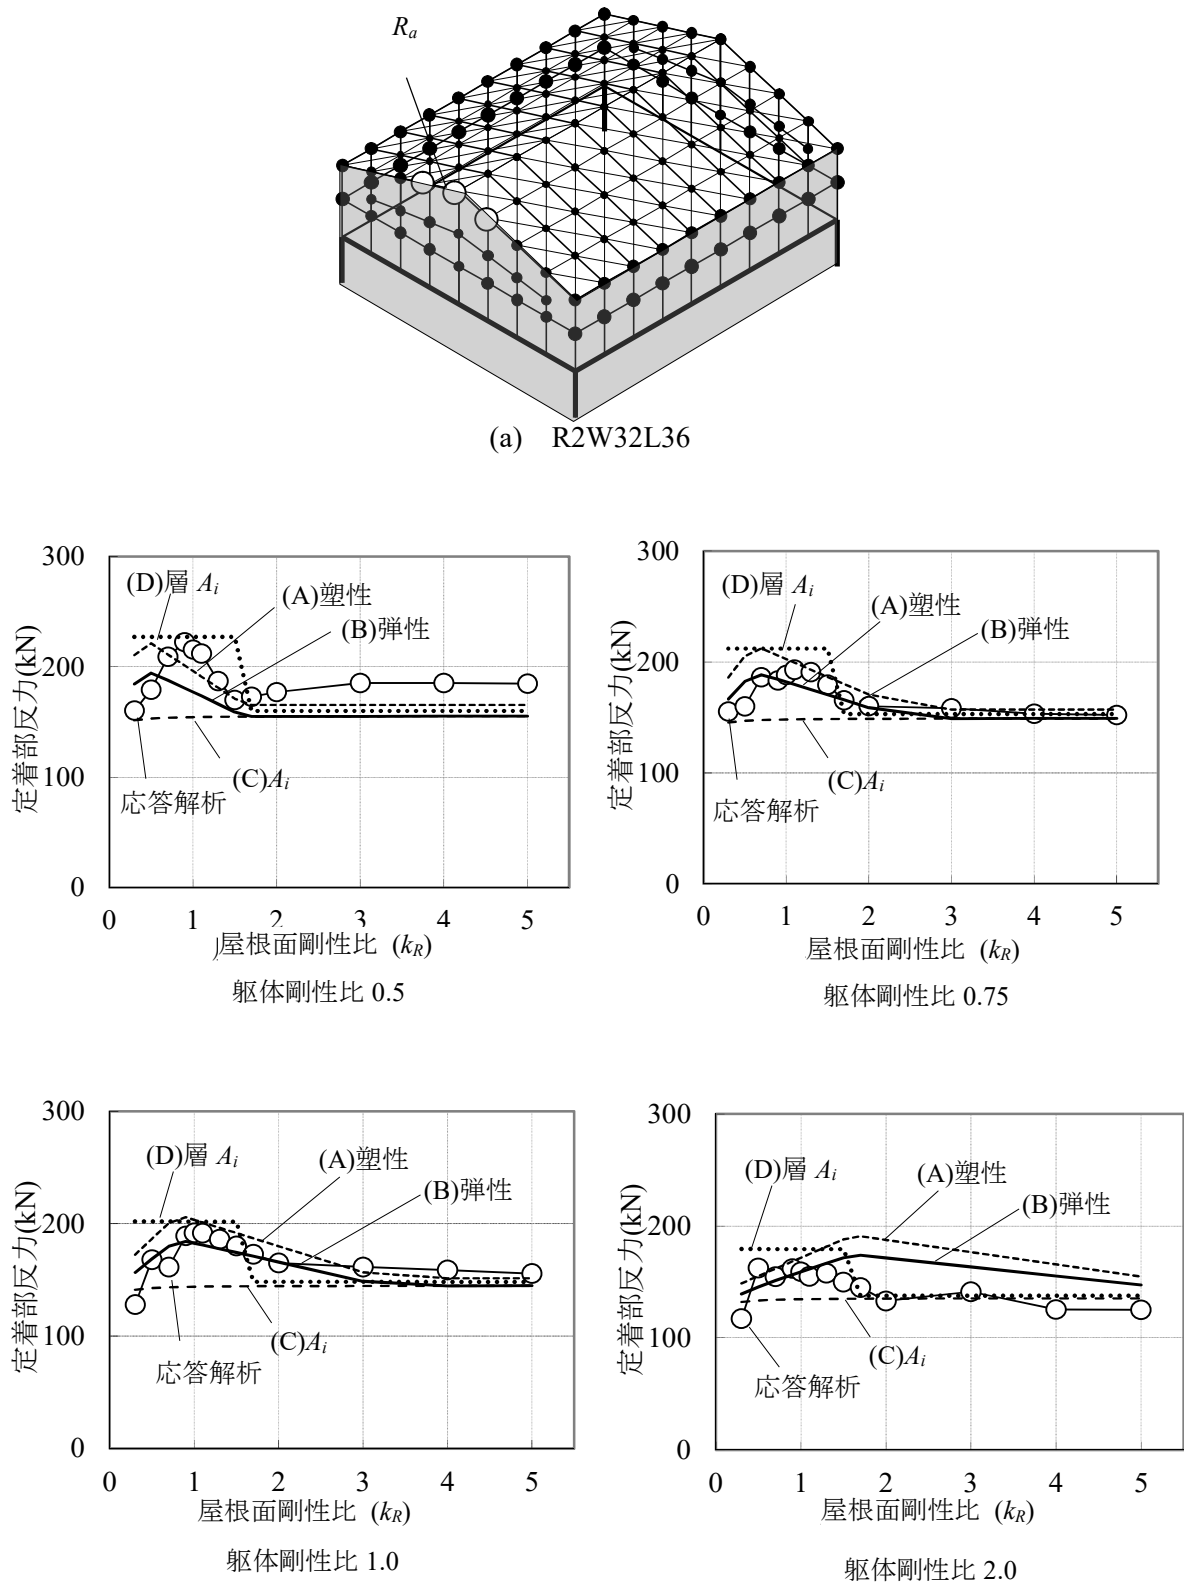 Ra
(a) R2W32L36
300
200
100
0
定着部反力(kN)
(D)層 Ai
(A)塑性
(B)弾性
(C)Ai
応答解析
0 1 2 3 4 5
屋根面剛性比 (kR)
躯体剛性比 0.5
300
200
100
0
定着部反力(kN)
(D)層 Ai
(A)塑性
(B)弾性
(C)Ai
応答解析
0 1 2 3 4 5
屋根面剛性比 (kR)
躯体剛性比 0.75
300
200
100
0
定着部反力(kN)
(D)層 Ai
(A)塑性
(B)弾性
(C)Ai
応答解析
0 1 2 3 4 5
屋根面剛性比 (kR)
躯体剛性比 1.0
300
200
100
0
定着部反力(kN)
(D)層 Ai
(A)塑性
(B)弾性
(C)Ai
応答解析
0 1 2 3 4 5
屋根面剛性比 (kR)
躯体剛性比 2.0